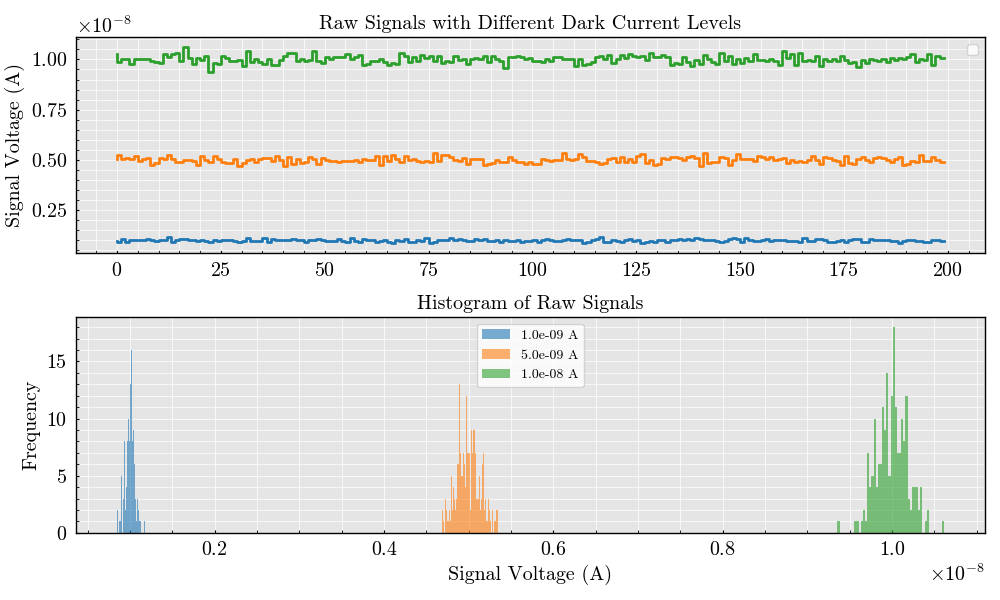 Raw Signals with Different Dark Current Levels
×10⁻⁸
1.00
0.75
0.50
0.25
Signal Voltage (A)
0 25 50 75 100 125 150 175 200
Histogram of Raw Signals
1.0e-09 A
5.0e-09 A
1.0e-08 A
15
10
5
0
Frequency
0.2 0.4 0.6 0.8 1.0
Signal Voltage (A)
×10⁻⁸